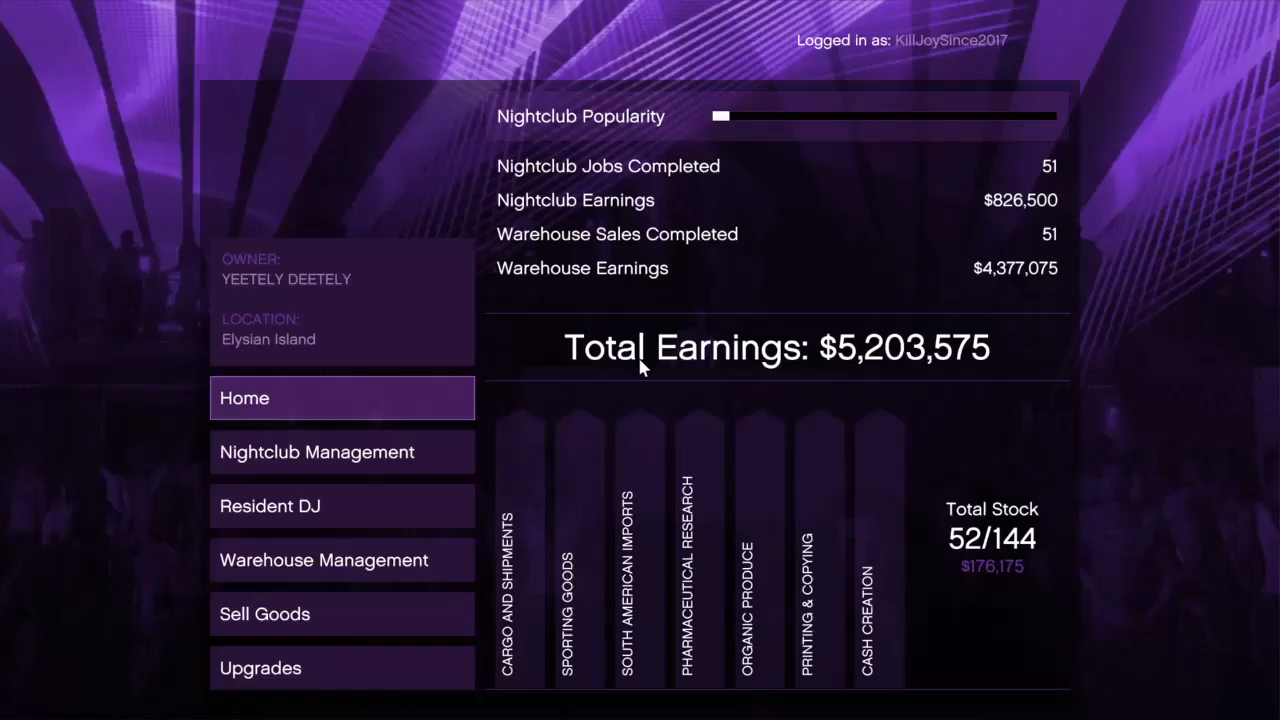 Logged in as: KillJoySince2017
Nightclub Popularity
Nightclub Jobs Completed 51
Nightclub Earnings $826,500
Warehouse Sales Completed 51
Warehouse Earnings $4,377,075
OWNER:
YEETELY DEETELY
LOCATION:
Elysian Island
Total Earnings: $5,203,575
Home
Nightclub Management
Resident DJ
Warehouse Management
Sell Goods
Upgrades
CARGO AND SHIPMENTS
SPORTING GOODS
SOUTH AMERICAN IMPORTS
PHARMACEUTICAL RESEARCH
ORGANIC PRODUCE
PRINTING & COPYING
CASH CREATION
Total Stock
52/144
$176,175